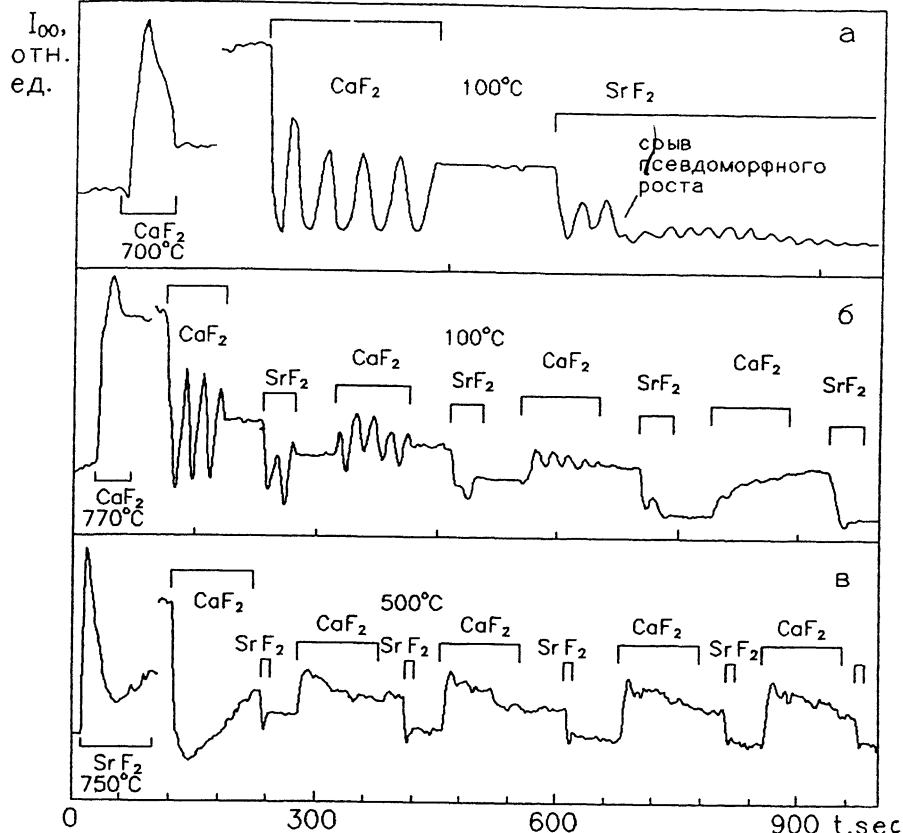 I₀₀,
отн.
ед.
а
CaF₂
100°C
SrF₂
срыв
псевдоморфного
роста
CaF₂
700°C
б
CaF₂
100°C
SrF₂
CaF₂
SrF₂
CaF₂
SrF₂
CaF₂
SrF₂
CaF₂
770°C
в
CaF₂
500°C
SrF₂
CaF₂
SrF₂
CaF₂
SrF₂
CaF₂
SrF₂
CaF₂
SrF₂
750°C
0 300 600 900 t.sec